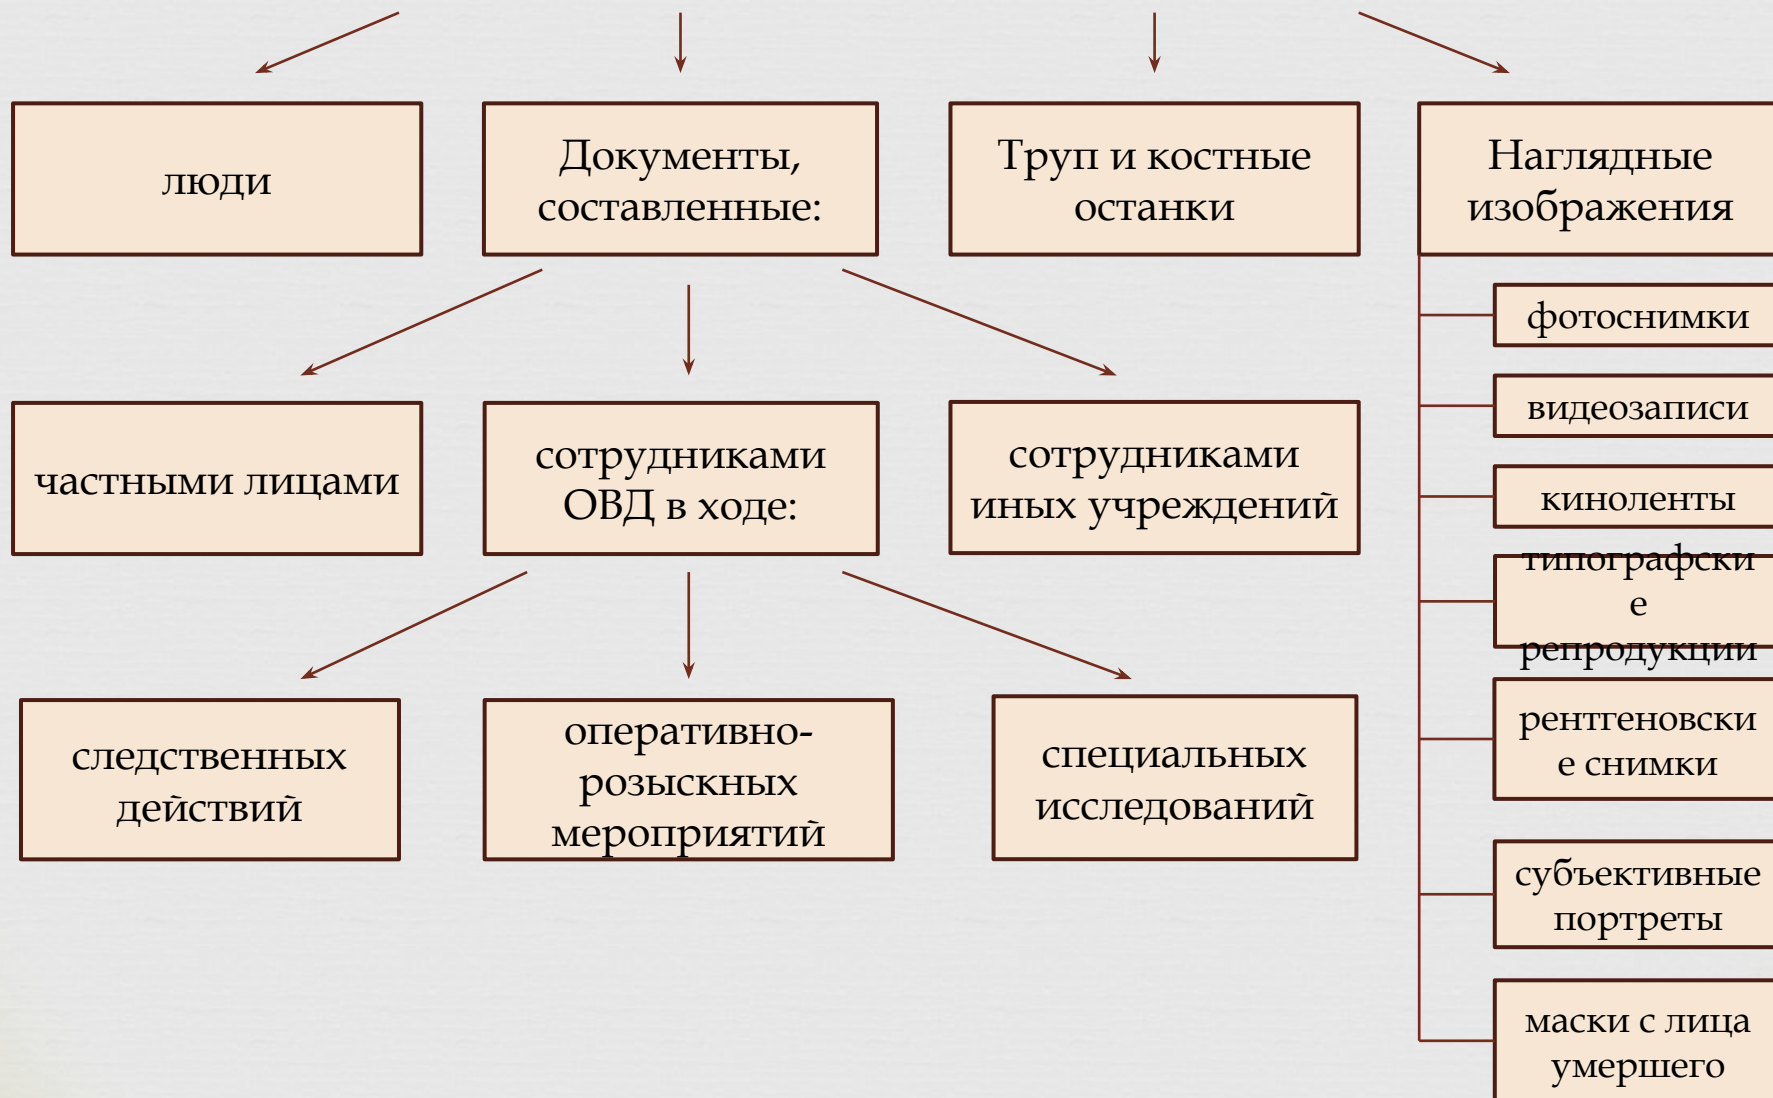 люди
Документы,
составленные:
Труп и костные
останки
Наглядные
изображения
фотоснимки
видеозаписи
киноленты
типографски
е
репродукции
рентгеновски
е снимки
субъективные
портреты
маски с лица
умершего
частными лицами
сотрудниками
ОВД в ходе:
сотрудниками
иных учреждений
следственных
действий
оперативно-
розыскных
мероприятий
специальных
исследований